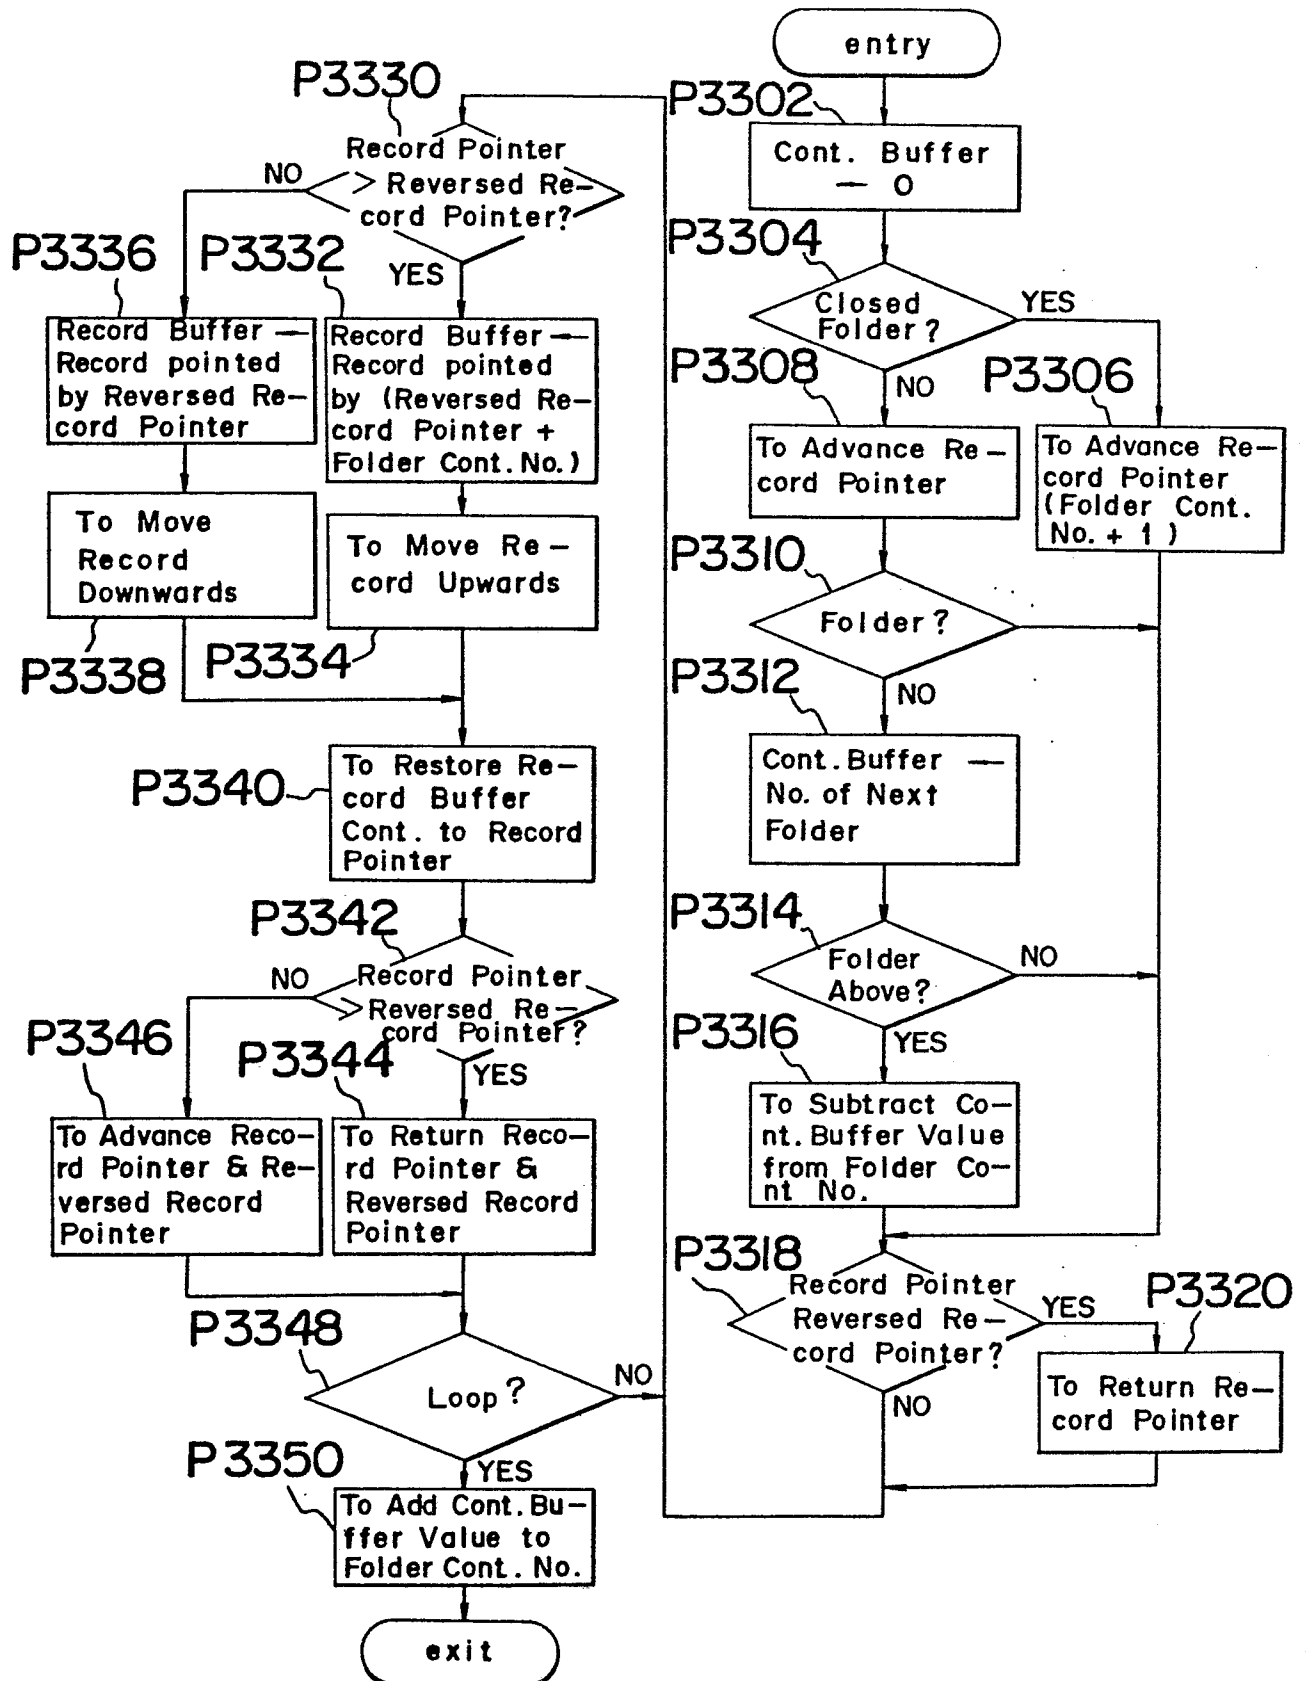 entry
P3302
Cont. Buffer
— 0
P3304
Closed
Folder?
YES
NO
P3306
To Advance Re-
cord Pointer
(Folder Cont.
No. + 1 )
P3308
To Advance Re-
cord Pointer
P3310
Folder?
NO
P3312
Cont. Buffer —
No. of Next
Folder
P3314
Folder
Above?
NO
YES
P3316
To Subtract Co-
nt. Buffer Value
from Folder Co-
nt No.
P3318
Record Pointer
Reversed Re-
cord Pointer?
YES
NO
P3320
To Return Re-
cord Pointer
P3330
Record Pointer
> Reversed Re-
cord Pointer?
NO
YES
P3332
Record Buffer ←
Record pointed
by (Reversed Re-
cord Pointer +
Folder Cont. No.)
P3334
To Move Re-
cord Upwards
P3336
Record Buffer ←
Record pointed
by Reversed Re-
cord Pointer
P3338
To Move
Record
Downwards
P3340
To Restore Re-
cord Buffer
Cont. to Record
Pointer
P3342
Record Pointer
> Reversed Re-
cord Pointer?
NO
YES
P3344
To Return Reco-
rd Pointer &
Reversed Record
Pointer
P3346
To Advance Reco-
rd Pointer & Re-
versed Record
Pointer
P3348
Loop?
NO
YES
P3350
To Add Cont. Bu-
ffer Value to
Folder Cont. No.
exit